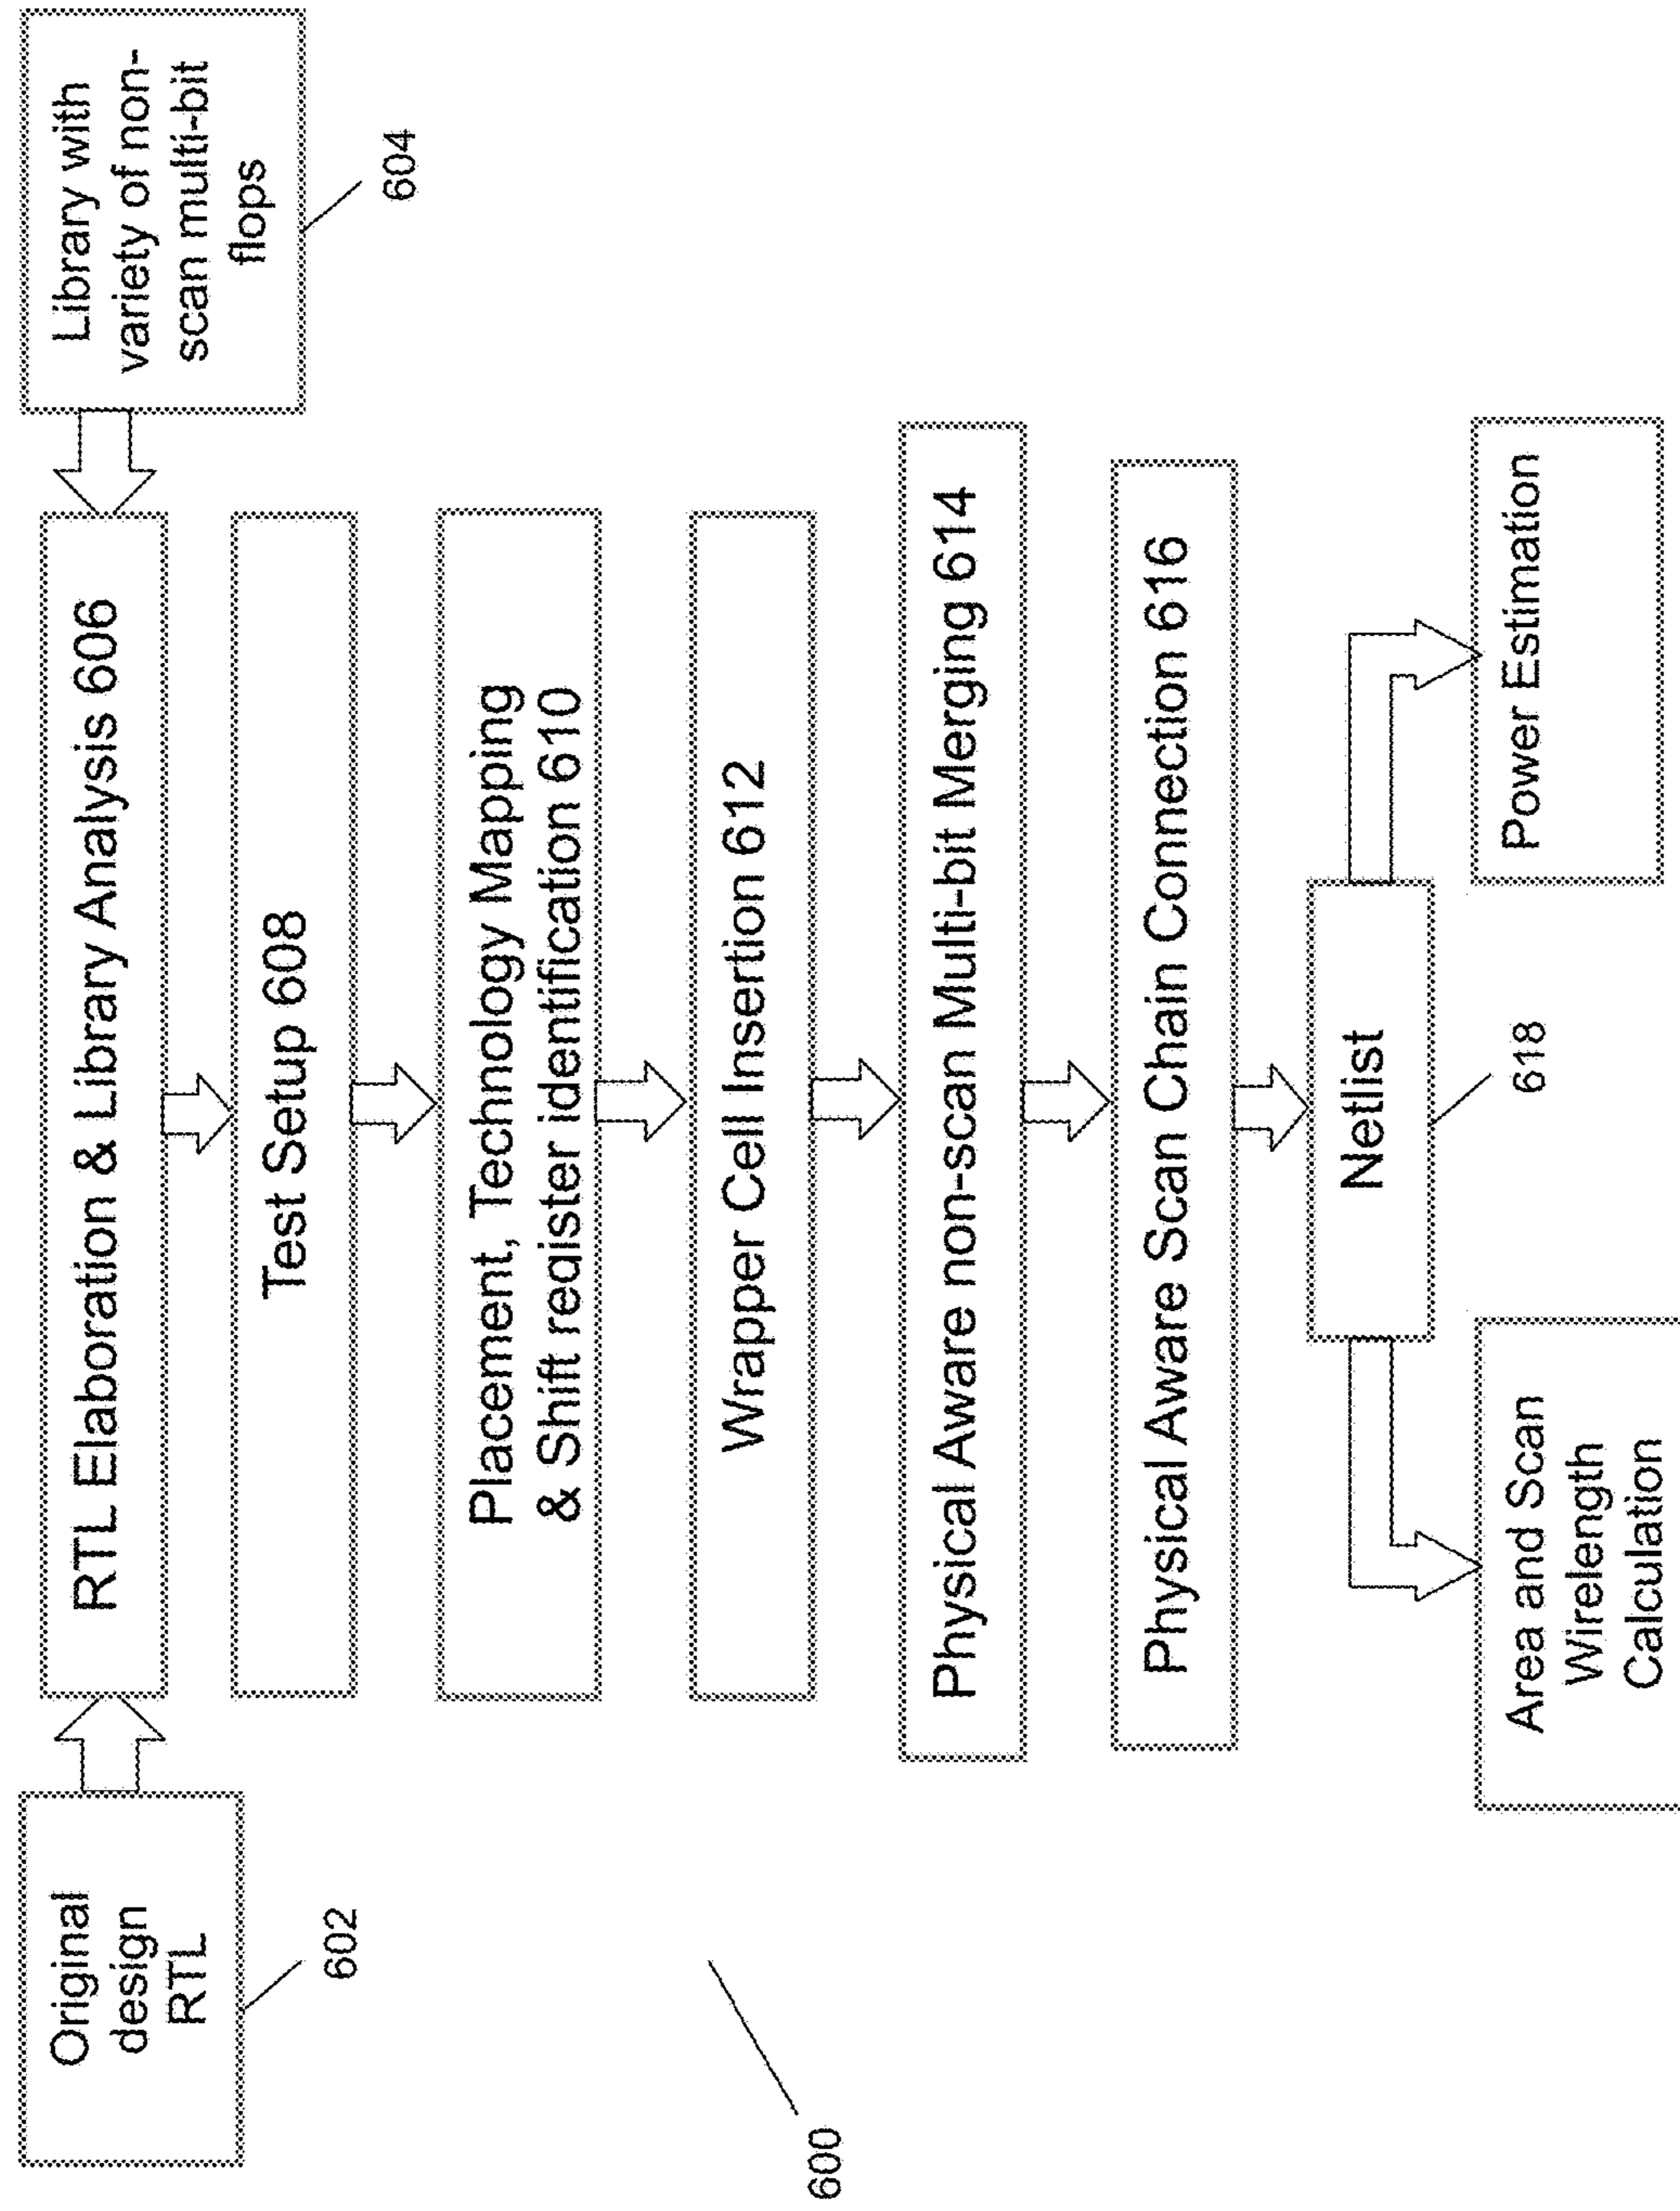 Original
design
RTL
602
Library with
variety of non-
scan multi-bit
flops
604
RTL Elaboration & Library Analysis 606
Test Setup 608
Placement, Technology Mapping
& Shift register identification 610
Wrapper Cell Insertion 612
Physical Aware non-scan Multi-bit Merging 614
Physical Aware Scan Chain Connection 616
Netlist
618
Area and Scan
Wirelength
Calculation
Power Estimation
600